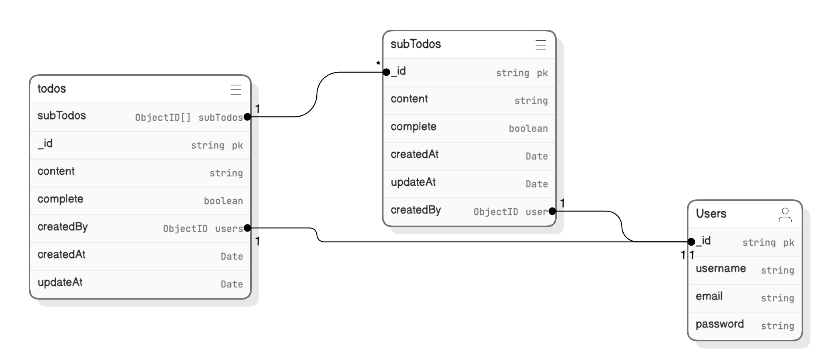 todos
subTodos ObjectID[] subTodos
_id string pk
content string
complete boolean
createdBy ObjectID users
createdAt Date
updateAt Date
1
1
*
subTodos
_id string pk
content string
complete boolean
createdAt Date
updateAt Date
createdBy ObjectID user
1
1 1
Users
_id string pk
username string
email string
password string